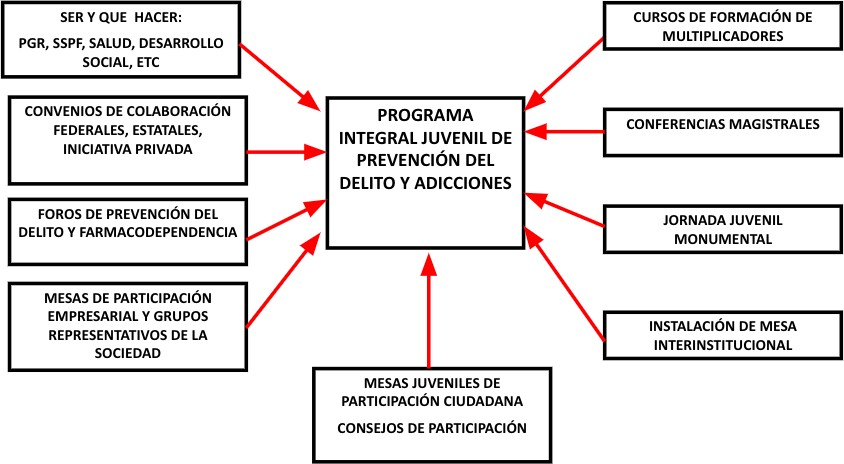 SER Y QUE HACER:
PGR, SSPF, SALUD, DESARROLLO
SOCIAL, ETC
CONVENIOS DE COLABORACIÓN
FEDERALES, ESTATALES,
INICIATIVA PRIVADA
FOROS DE PREVENCIÓN DEL
DELITO Y FARMACODEPENDENCIA
MESAS DE PARTICIPACIÓN
EMPRESARIAL Y GRUPOS
REPRESENTATIVOS DE LA
SOCIEDAD
PROGRAMA
INTEGRAL JUVENIL DE
PREVENCIÓN DEL
DELITO Y ADICCIONES
MESAS JUVENILES DE
PARTICIPACIÓN CIUDADANA
CONSEJOS DE PARTICIPACIÓN
CURSOS DE FORMACIÓN DE
MULTIPLICADORES
CONFERENCIAS MAGISTRALES
JORNADA JUVENIL
MONUMENTAL
INSTALACIÓN DE MESA
INTERINSTITUCIONAL